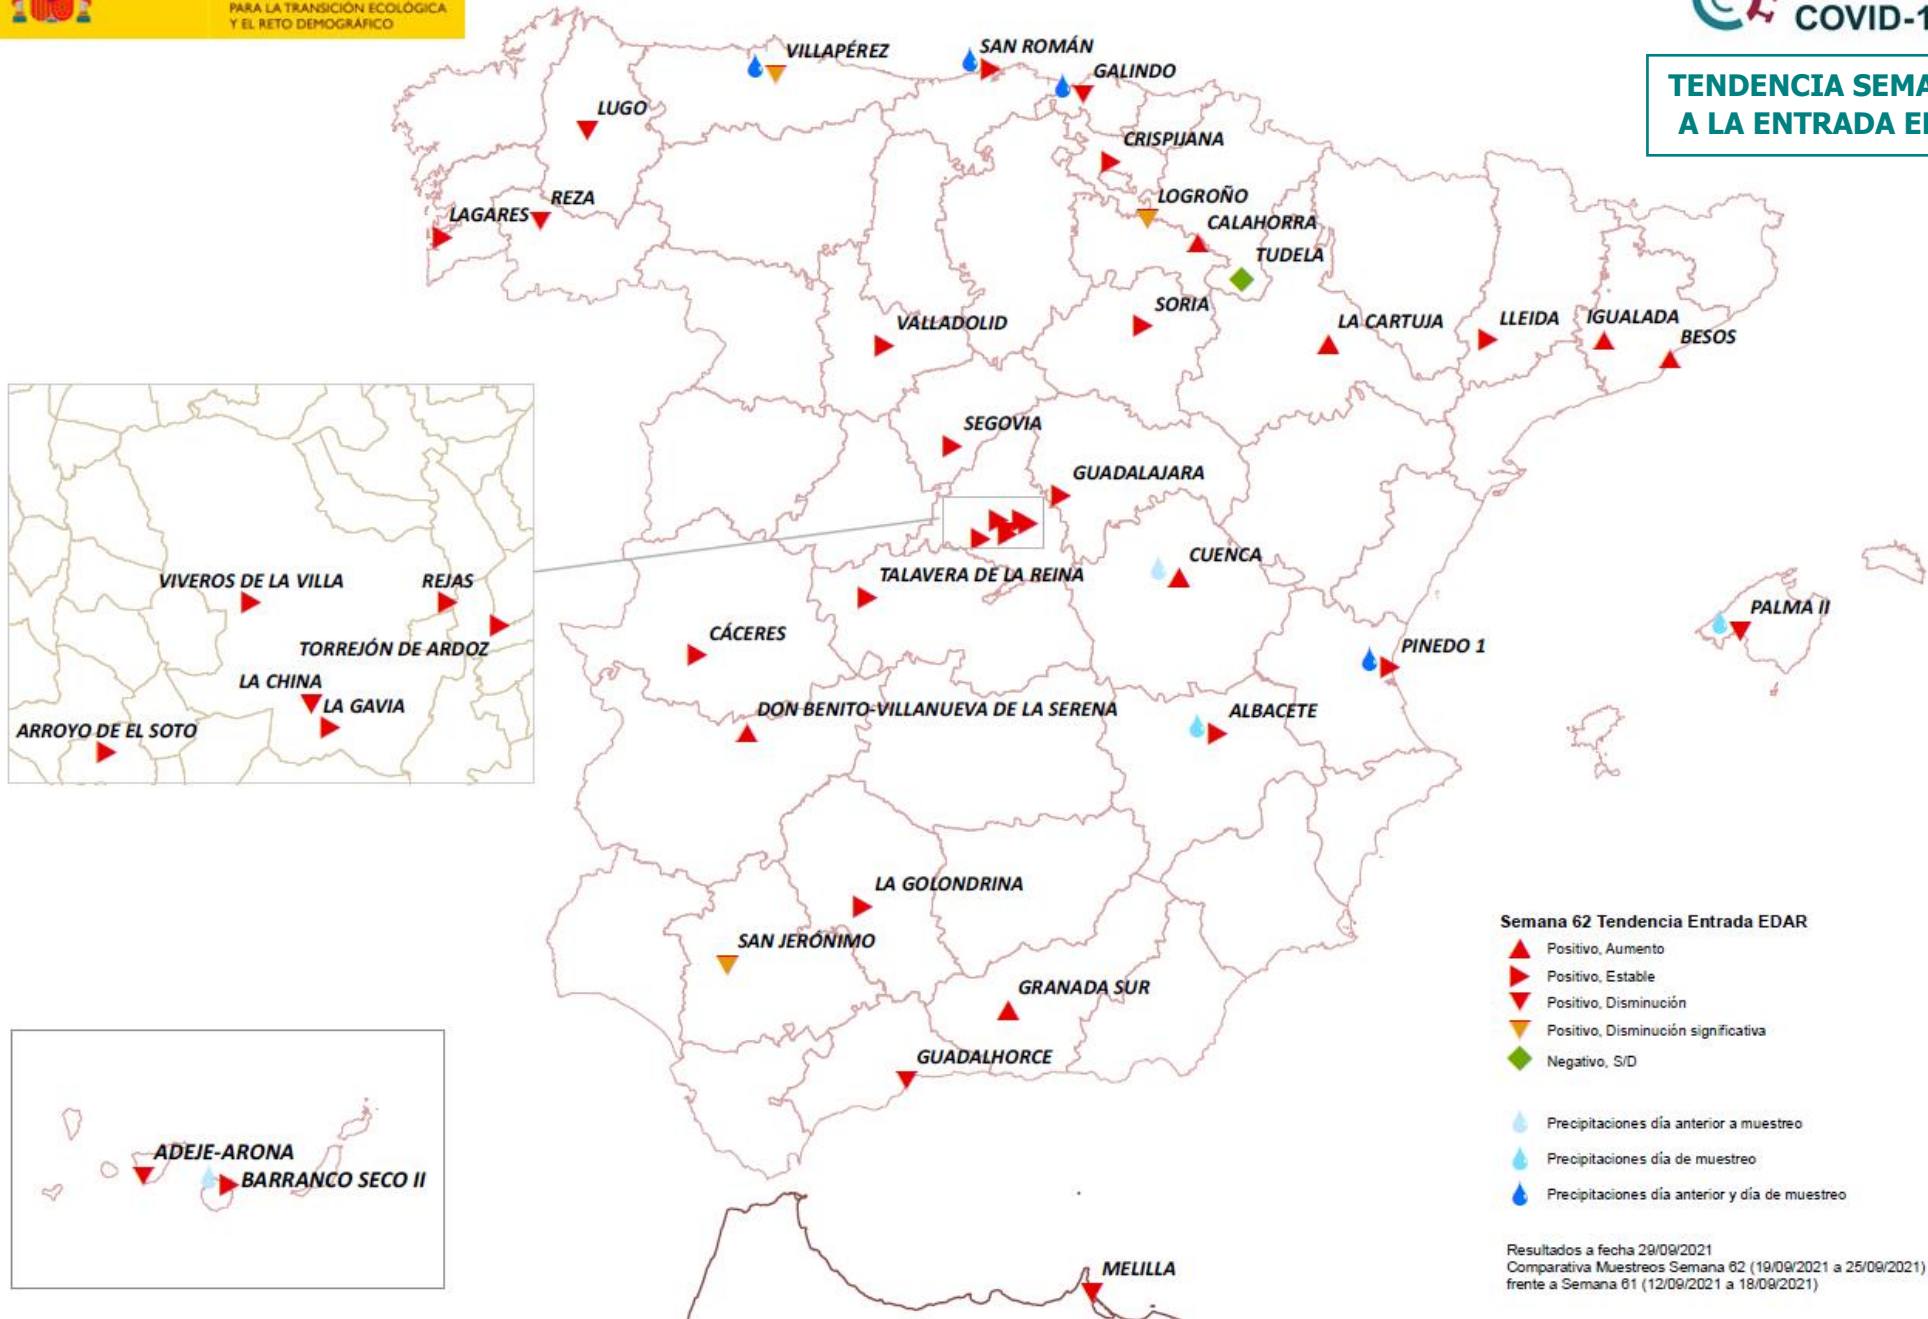 PARA LA TRANSICIÓN ECOLÓGICA
Y EL RETO DEMOGRÁFICO
COVID-1
TENDENCIA SEMA
A LA ENTRADA E
VILLAPÉREZ
SAN ROMÁN
GALINDO
LUGO
CRISPIJANA
REZA
LOGROÑO
LAGARES
CALAHORRA
TUDELA
SORIA
VALLADOLID
LA CARTUJA
LLEIDA
IGUALADA
BESOS
SEGOVIA
GUADALAJARA
CUENCA
TALAVERA DE LA REINA
VIVEROS DE LA VILLA
REJAS
PALMA II
CÁCERES
TORREJÓN DE ARDOZ
PINEDO 1
LA CHINA
LA GAVIA
DON BENITO-VILLANUEVA DE LA SERENA
ALBACETE
ARROYO DE EL SOTO
LA GOLONDRINA
SAN JERÓNIMO
GRANADA SUR
GUADALHORCE
ADEJE-ARONA
BARRANCO SECO II
MELILLA
Semana 62 Tendencia Entrada EDAR
Positivo, Aumento
Positivo, Estable
Positivo, Disminución
Positivo, Disminución significativa
Negativo, S/D
Precipitaciones día anterior a muestreo
Precipitaciones día de muestreo
Precipitaciones día anterior y día de muestreo
Resultados a fecha 29/09/2021
Comparativa Muestreos Semana 62 (19/09/2021 a 25/09/2021)
frente a Semana 61 (12/09/2021 a 18/09/2021)